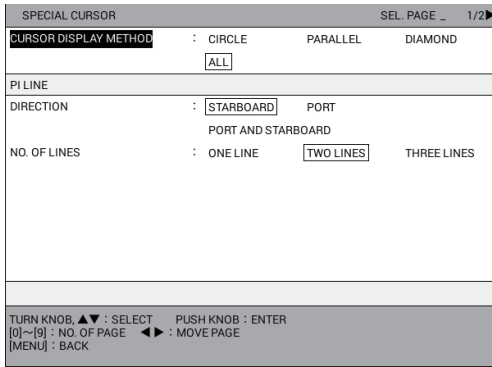 SPECIAL CURSOR SEL. PAGE _ 1/2▶
CURSOR DISPLAY METHOD : CIRCLE PARALLEL DIAMOND
ALL
PI LINE
DIRECTION : STARBOARD PORT
PORT AND STARBOARD
NO. OF LINES : ONE LINE TWO LINES THREE LINES
TURN KNOB, ▲▼ : SELECT PUSH KNOB : ENTER
[0]~[9] : NO. OF PAGE ◀ ▶ : MOVE PAGE
[MENU] : BACK